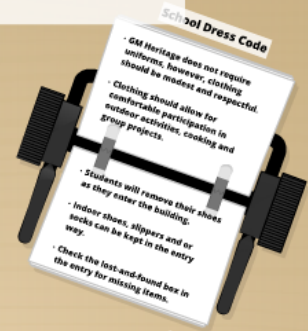 School Dress Code
· GM Heritage does not require
uniforms, however, clothing
should be modest and respectful.
· Clothing should allow for
comfortable participation in
outdoor activities, cooking and
group projects.
· Students will remove their shoes
as they enter the building.
· Indoor shoes, slippers and or
socks can be kept in the entry
way.
· Check the lost-and-found box in
the entry for missing items.